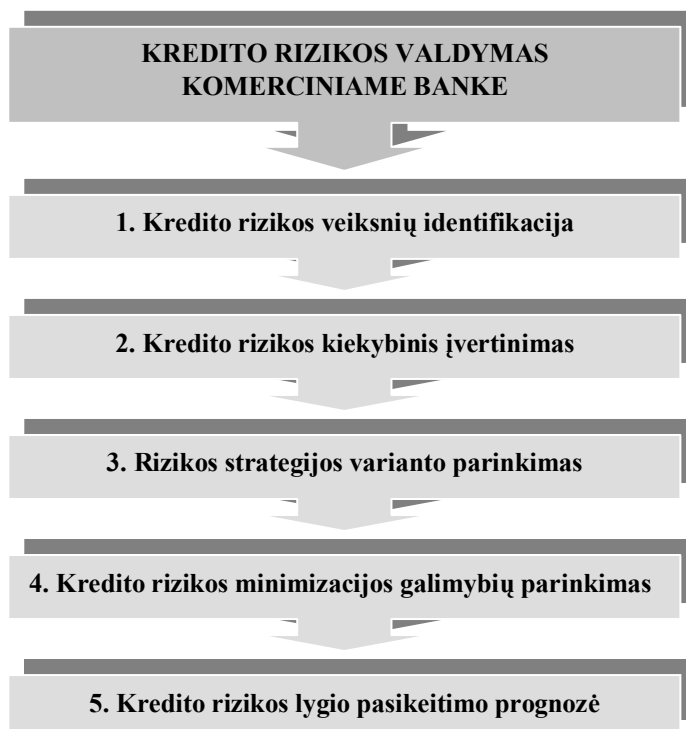 KREDITO RIZIKOS VALDYMAS
KOMERCINIAME BANKE
1. Kredito rizikos veiksnių identifikacija
2. Kredito rizikos kiekybinis įvertinimas
3. Rizikos strategijos varianto parinkimas
4. Kredito rizikos minimizacijos galimybių parinkimas
5. Kredito rizikos lygio pasikeitimo prognozė